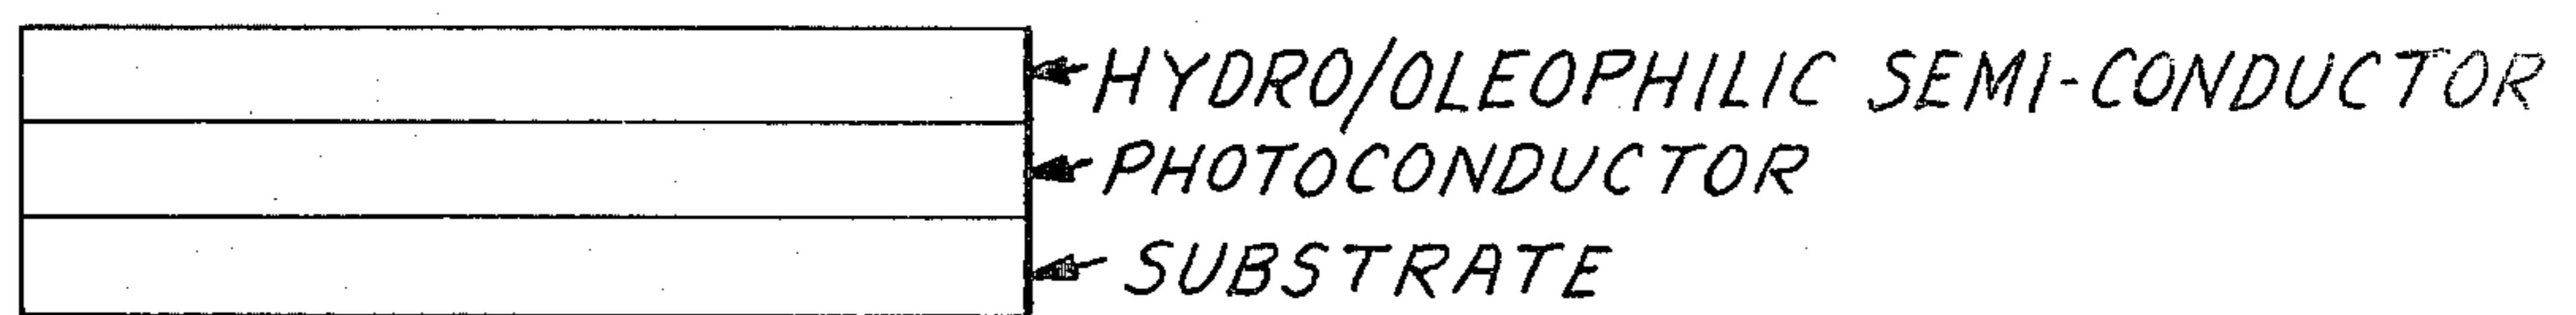 HYDRO/OLEOPHILIC SEMI-CONDUCTOR
PHOTOCONDUCTOR
SUBSTRATE